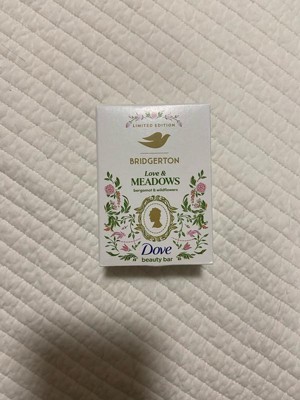 LIMITED EDITION
BRIDGERTON
Love &
MEADOWS
bergamot & wildflowers
Dove
beauty bar